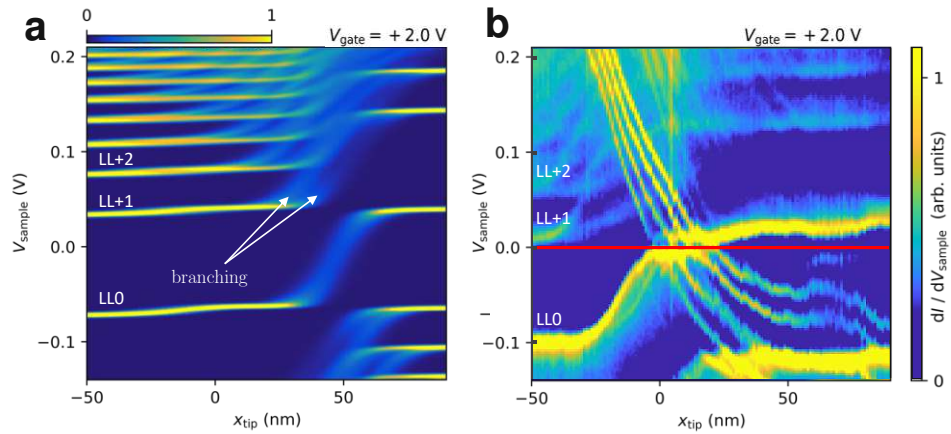 a
0
1
V_gate = +2.0 V
0.2
0.1
0.0
−0.1
V_sample (V)
LL+2
LL+1
LL0
branching
−50
0
50
x_tip (nm)
b
V_gate = +2.0 V
0.2
0.1
0.0
−0.1
V_sample (V)
LL+2
LL+1
LL0
−50
0
50
x_tip (nm)
1
0
dI / dV_sample (arb. units)